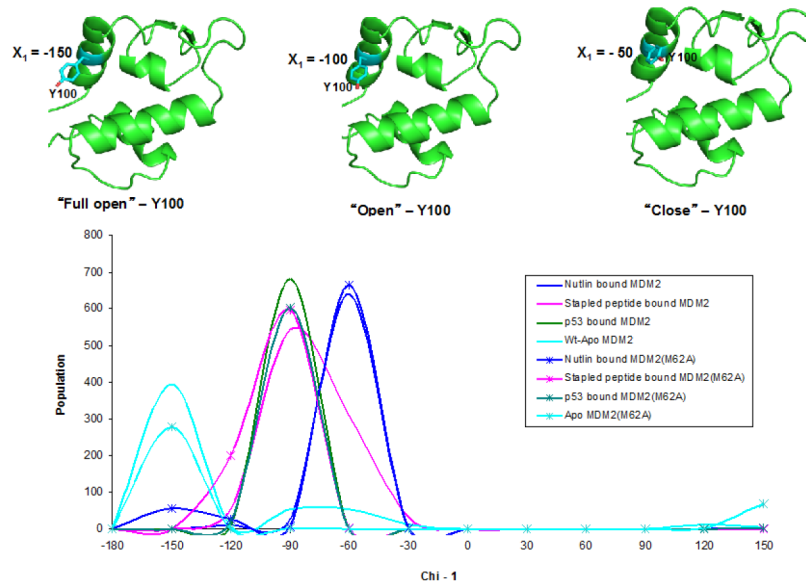 X1 = -150
Y100
X1 = -100
Y100
X1 = - 50
Y100
"Full open" – Y100
"Open" – Y100
"Close" – Y100
800
700
600
500
400
300
200
100
0
Population
-180 -150 -120 -90 -60 -30 0 30 60 90 120 150
Chi - 1
Nutlin bound MDM2
Stapled peptide bound MDM2
p53 bound MDM2
Wt-Apo MDM2
Nutlin bound MDM2(M62A)
Stapled peptide bound MDM2(M62A)
p53 bound MDM2(M62A)
Apo MDM2(M62A)